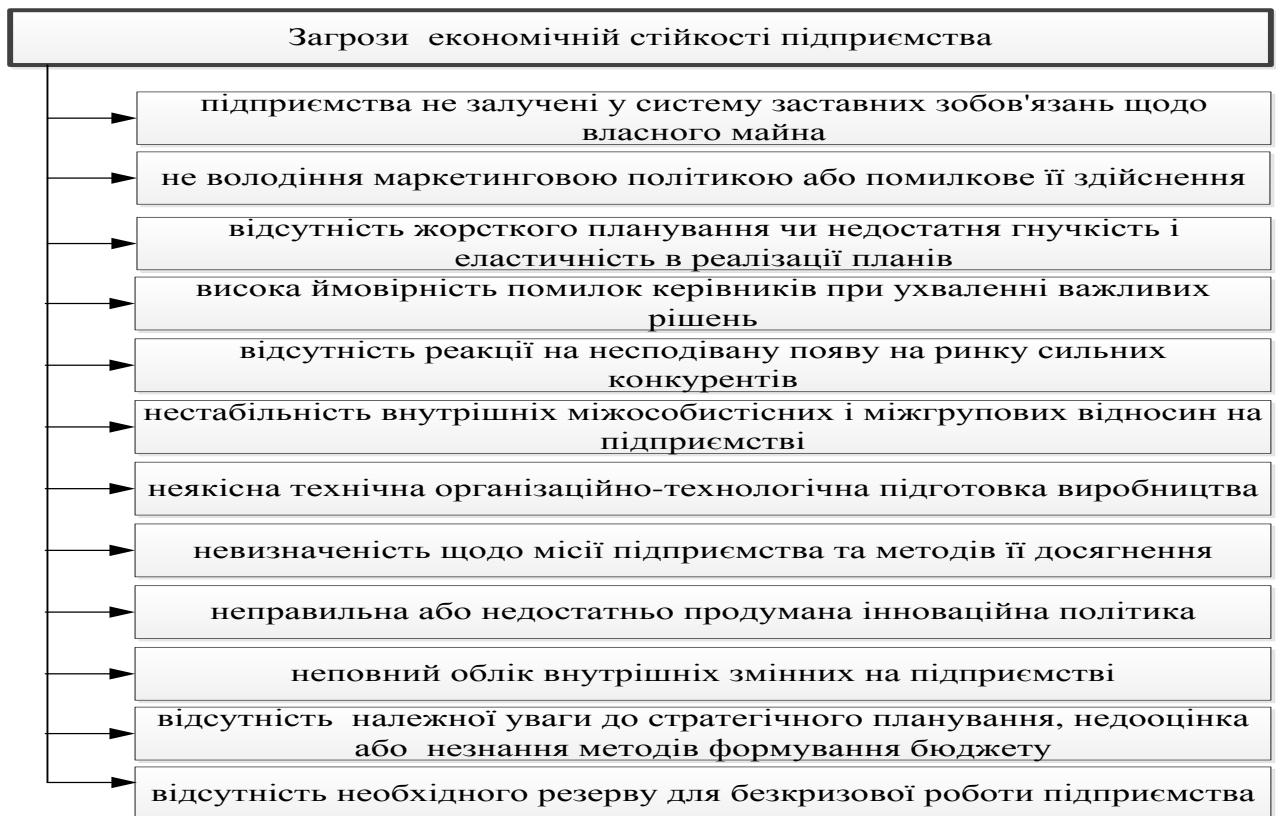 Загрози економічній стійкості підприємства
підприємства не залучені у систему заставних зобов'язань щодо
власного майна
не володіння маркетинговою політикою або помилкове її здійснення
відсутність жорсткого планування чи недостатня гнучкість і
еластичність в реалізації планів
висока ймовірність помилок керівників при ухваленні важливих
рішень
відсутність реакції на несподівану появу на ринку сильних
конкурентів
нестабільність внутрішніх міжособистісних і міжгрупових відносин на
підприємстві
неякісна технічна організаційно-технологічна підготовка виробництва
невизначеність щодо місії підприємства та методів її досягнення
неправильна або недостатньо продумана інноваційна політика
неповний облік внутрішніх змінних на підприємстві
відсутність належної уваги до стратегічного планування, недооцінка
або незнання методів формування бюджету
відсутність необхідного резерву для безкризової роботи підприємства